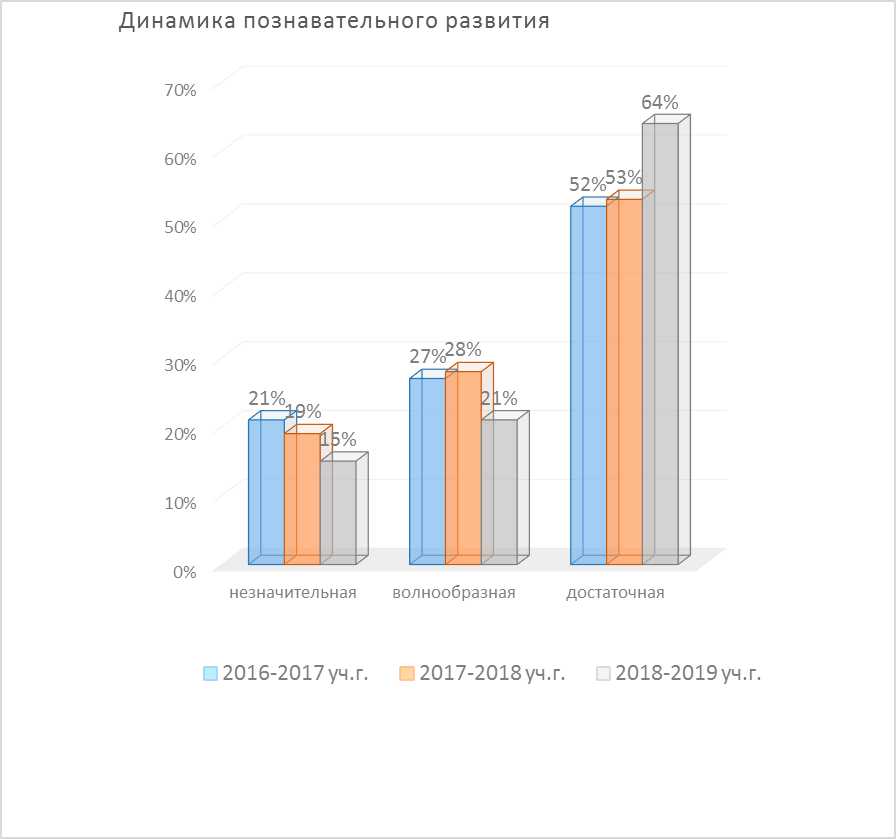 Динамика познавательного развития
70%
60%
50%
40%
30%
20%
10%
0%
21%
19%
15%
27%
28%
21%
52%
53%
64%
незначительная
волнообразная
достаточная
2016-2017 уч.г.
2017-2018 уч.г.
2018-2019 уч.г.